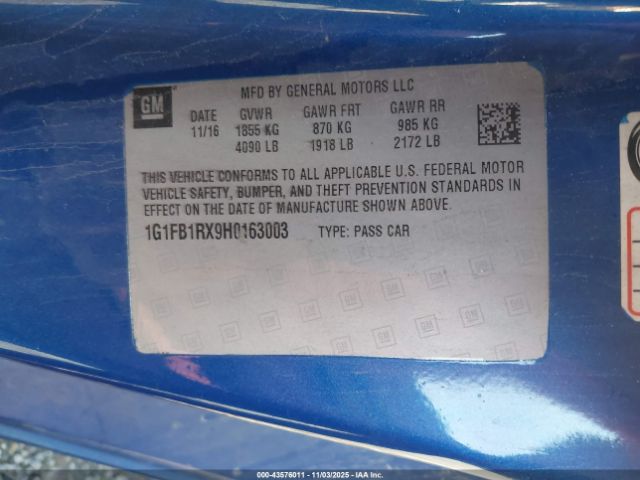 GM
MFD BY GENERAL MOTORS LLC
DATE GVWR GAWR FRT GAWR RR
11/16 1855 KG 870 KG 985 KG
4090 LB 1918 LB 2172 LB
THIS VEHICLE CONFORMS TO ALL APPLICABLE U.S. FEDERAL MOTOR
VEHICLE SAFETY, BUMPER, AND THEFT PREVENTION STANDARDS IN
EFFECT ON THE DATE OF MANUFACTURE SHOWN ABOVE.
1G1FB1RX9H0163003 TYPE: PASS CAR
000-43576011 - 11/03/2025 - IAA Inc.